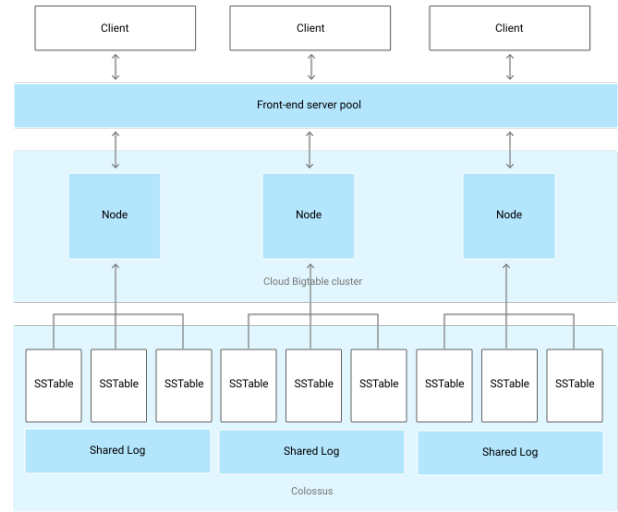 Client
Client
Client
Front-end server pool
Node
Node
Node
Cloud Bigtable cluster
SSTable
SSTable
SSTable
SSTable
SSTable
SSTable
SSTable
SSTable
SSTable
Shared Log
Shared Log
Shared Log
Colossus